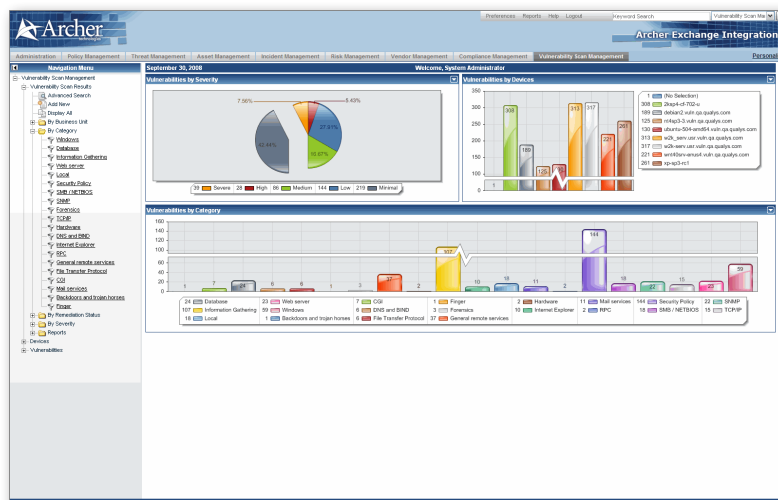 Preferences Reports Help Logout Keyword Search Vulnerability Scan Ma
Archer
Technologies
Archer Exchange Integration
Administration Policy Management Threat Management Asset Management Incident Management Risk Management Vendor Management Compliance Management Vulnerability Scan Management Personal
Navigation Menu
September 30, 2008 Welcome, System Administrator
Vulnerability Scan Management
Vulnerability Scan Results
Advanced Search
Add New
Display All
By Business Unit
By Category
Windows
Database
Information Gathering
Web server
Local
Security Policy
SMB / NETBIOS
SNMP
Forensics
TCP/IP
Hardware
DNS and BIND
Internet Explorer
RPC
General remote services
File Transfer Protocol
CGI
Mail services
Backdoors and trojan horses
Finger
By Remediation Status
By Severity
Reports
Devices
Vulnerabilities
Vulnerabilities by Severity
7.56% 5.43%
27.91%
42.44%
16.67%
39 Severe 28 High 86 Medium 144 Low 219 Minimal
Vulnerabilities by Devices
350
300
250
200
150
100
0
1 308 189 125 130 313 317 221 261
1 (No Selection)
308 2ksp4-cf-702-u
189 debian2.vuln.qa.qualys.com
125 nt4sp3-3.vuln.qa.qualys.com
130 ubuntu-504-amd64.vuln.qa.qualys.com
313 w2k_serv.usr.vuln.qa.qualys.com
317 w2k-serv.usr.vuln.qa.qualys.com
221 wnt40srv-enus4.vuln.qa.qualys.com
261 xp-sp3-rc1
Vulnerabilities by Category
160
140
120
60
40
20
0
1 7 24 6 6 1 3 37 2 107 10 18 11 2 144 18 22 15 23 59
24 Database 23 Web server 7 CGI 1 Finger 2 Hardware 11 Mail services 144 Security Policy 22 SNMP
107 Information Gathering 59 Windows 6 DNS and BIND 3 Forensics 10 Internet Explorer 2 RPC 18 SMB / NETBIOS 15 TCP/IP
18 Local 1 Backdoors and trojan horses 6 File Transfer Protocol 37 General remote services